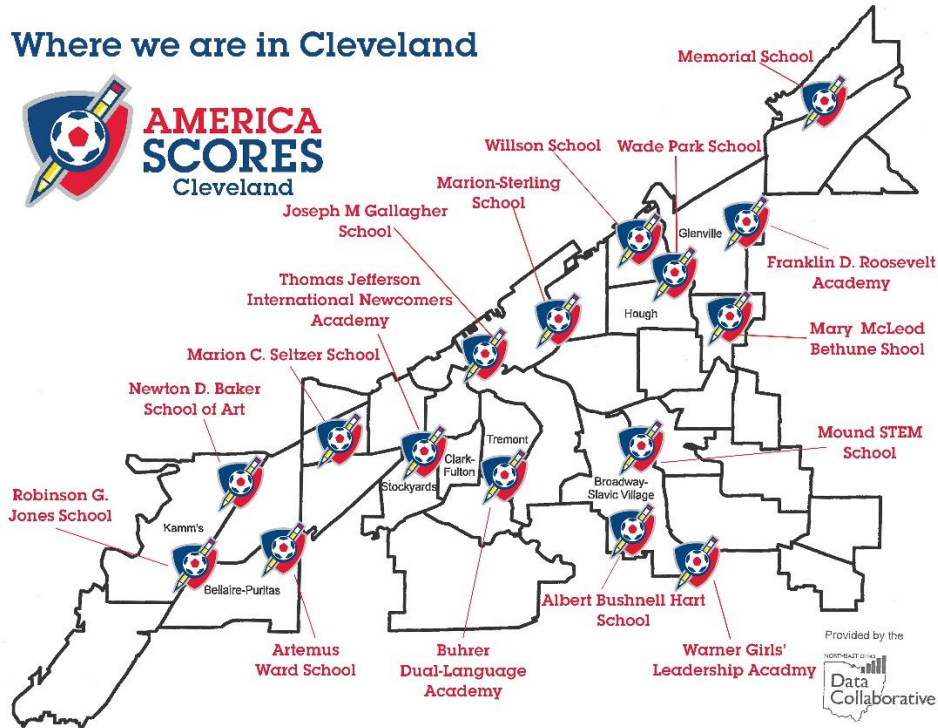 Where we are in Cleveland
AMERICA
SCORES
Cleveland
Memorial School
Willson School
Wade Park School
Marion-Sterling
School
Joseph M Gallagher
School
Glenville
Franklin D. Roosevelt
Academy
Thomas Jefferson
International Newcomers
Academy
Hough
Mary McLeod
Bethune Shool
Marion C. Seltzer School
Newton D. Baker
School of Art
Mound STEM
School
Tremont
Clark-
Fulton
Stockyards
Broadway-
Slavic Village
Robinson G.
Jones School
Kamm's
Bellaire-Puritas
Albert Bushnell Hart
School
Artemus
Ward School
Buhrer
Dual-Language
Academy
Warner Girls'
Leadership Acadmy
Provided by the
NORTHEAST OHIO
Data
Collaborative